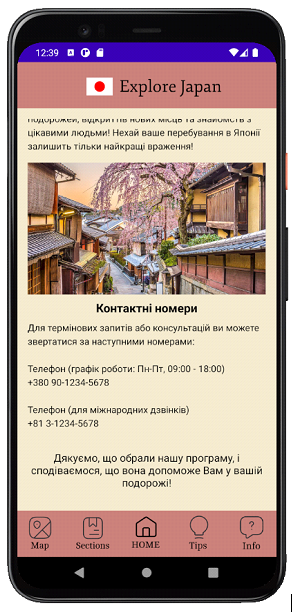 12:39
Explore Japan
подорожей, відкриттів нових місць та знайомств з
цікавими людьми! Нехай ваше перебування в Японії
залишить тільки найкращі враження!
Контактні номери
Для термінових запитів або консультацій ви можете
звертатися за наступними номерами:
Телефон (графік роботи: Пн-Пт, 09:00 - 18:00)
+380 90-1234-5678
Телефон (для міжнародних дзвінків)
+81 3-1234-5678
Дякуємо, що обрали нашу програму, і
сподіваємося, що вона допоможе Вам у вашій
подорожі!
Map Sections HOME Tips Info